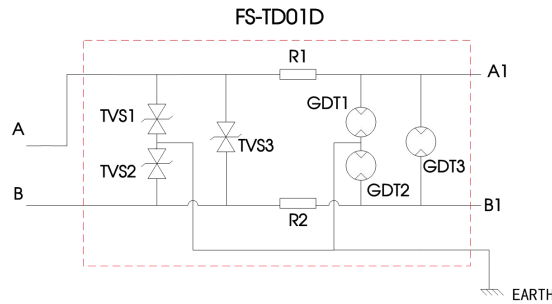 FS-TD01D
R1
A1
GDT1
TVS1
A
TVS3
GDT3
TVS2
GDT2
B
B1
R2
EARTH